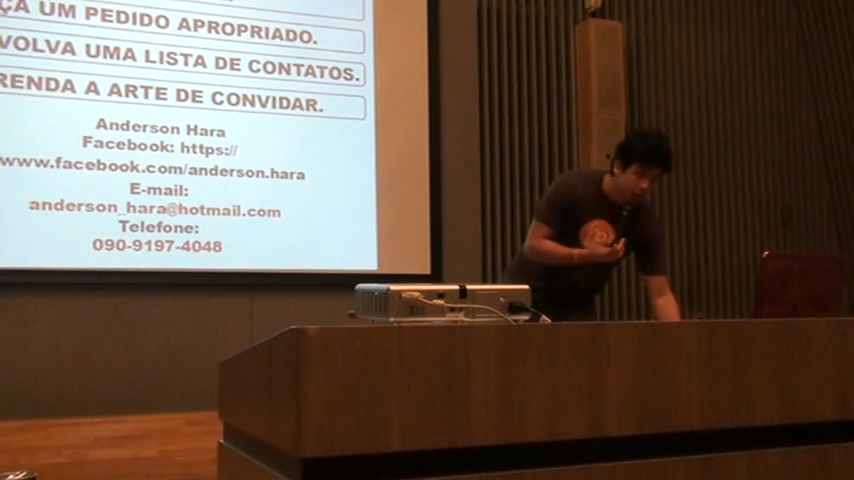 ÇA UM PEDIDO APROPRIADO.
VOLVA UMA LISTA DE CONTATOS.
RENDA A ARTE DE CONVIDAR.
Anderson Hara
Facebook: https://
www.facebook.com/anderson.hara
E-mail:
anderson_hara@hotmail.com
Telefone:
090-9197-4048